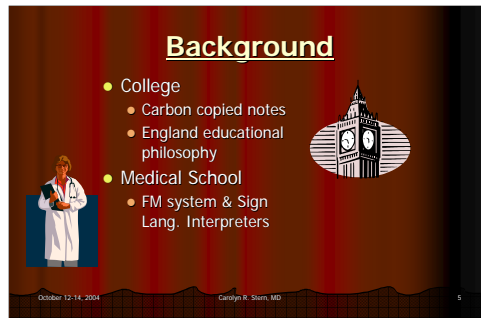 Background
College
Carbon copied notes
England educational
philosophy
Medical School
FM system & Sign
Lang. Interpreters
October 12-14, 2004
Carolyn R. Stern, MD
5